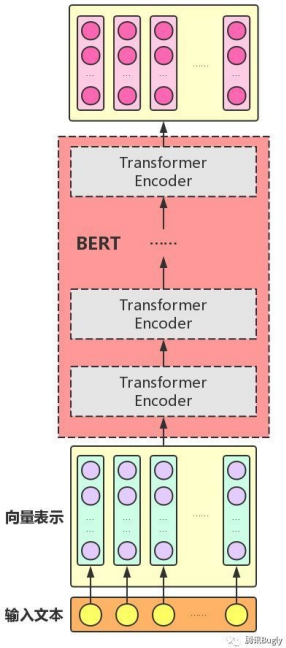 ...
...
...
......
...
Transformer
Encoder
BERT
......
Transformer
Encoder
Transformer
Encoder
向量表示
...
...
...
......
...
...
...
...
...
输入文本
......
腾讯Bugly